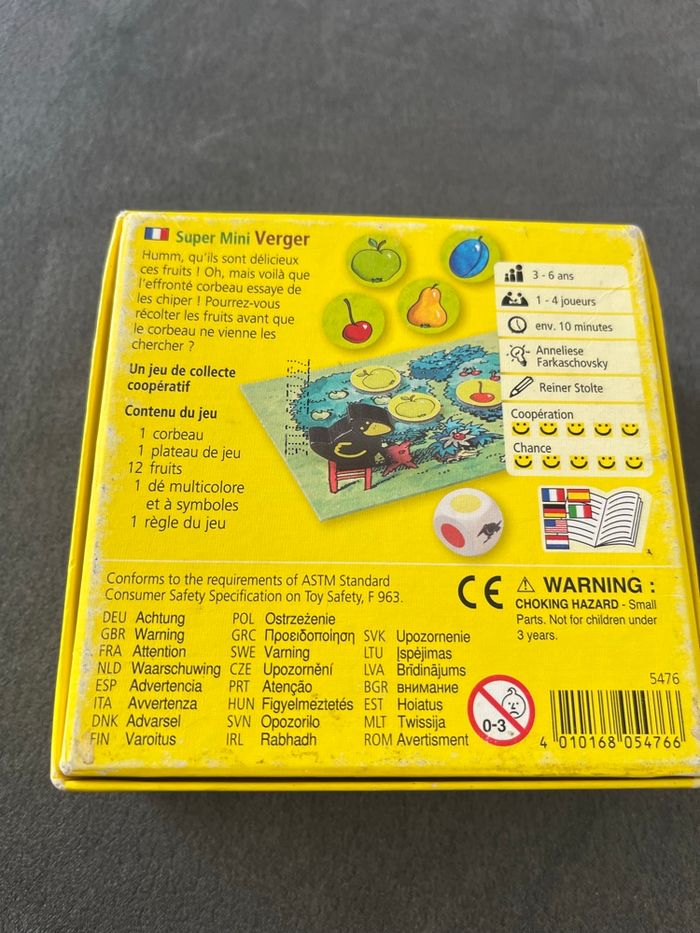 Super Mini Verger
Humm, qu'ils sont délicieux
ces fruits ! Oh, mais voilà que
l'effronté corbeau essaye de
les chiper ! Pourrez-vous
récolter les fruits avant que
le corbeau ne vienne les
chercher ?
Un jeu de collecte
coopératif
Contenu du jeu
1 corbeau
1 plateau de jeu
12 fruits
1 dé multicolore
et à symboles
1 règle du jeu
3 - 6 ans
1 - 4 joueurs
env. 10 minutes
Anneliese
Farkaschovsky
Reiner Stolte
Coopération
Chance
Conforms to the requirements of ASTM Standard
Consumer Safety Specification on Toy Safety, F 963.
CE
WARNING :
CHOKING HAZARD - Small
Parts. Not for children under
3 years.
DEU Achtung
GBR Warning
FRA Attention
NLD Waarschuwing
ESP Advertencia
ITA Avvertenza
DNK Advarsel
FIN Varoitus
POL Ostrzeżenie
GRC Προειδοποίηση
SWE Varning
CZE Upozornění
PRT Atenção
HUN Figyelmeztetés
SVN Opozorilo
IRL Rabhadh
SVK Upozornenie
LTU Įspėjimas
LVA Brīdinājums
BGR внимание
EST Hoiatus
MLT Twissija
ROM Avertisment
0-3
5476
4 010168 054766